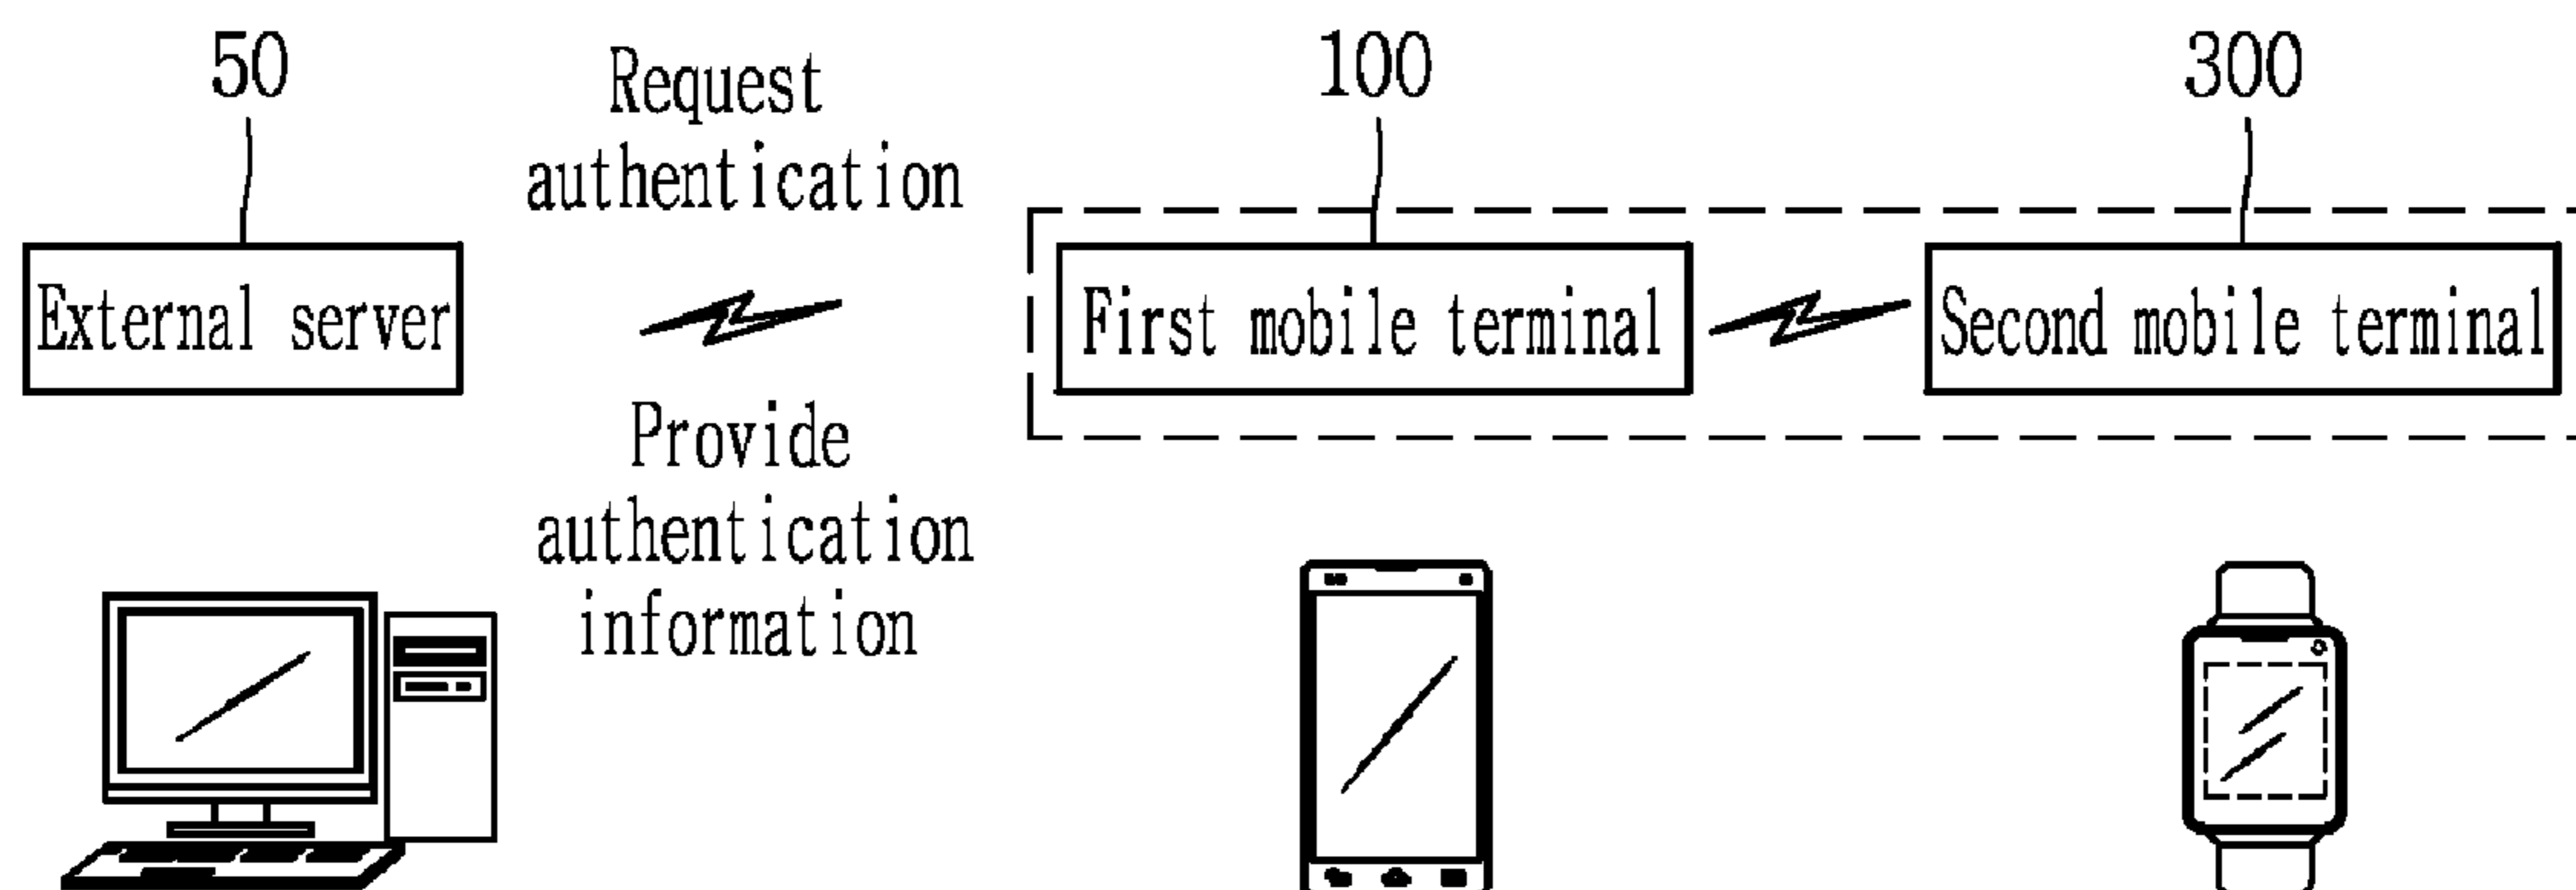 50
Request
authentication
100
300
External server
First mobile terminal
Second mobile terminal
Provide
authentication
information